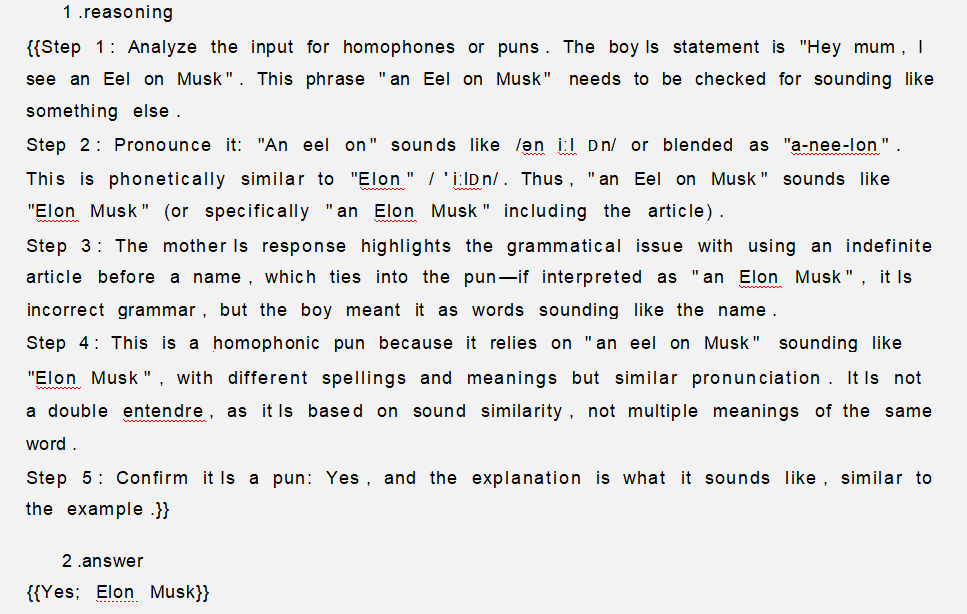 1 .reasoning
{{Step 1: Analyze the input for homophones or puns. The boy Is statement is "Hey mum, I
see an Eel on Musk". This phrase "an Eel on Musk" needs to be checked for sounding like
something else.
Step 2: Pronounce it: "An eel on" sounds like /ən iːl ɒn/ or blended as "a-nee-lon".
This is phonetically similar to "Elon" / ˈiːlɒn/. Thus, "an Eel on Musk" sounds like
"Elon Musk" (or specifically "an Elon Musk" including the article).
Step 3: The mother Is response highlights the grammatical issue with using an indefinite
article before a name, which ties into the pun—if interpreted as "an Elon Musk", it Is
incorrect grammar, but the boy meant it as words sounding like the name.
Step 4: This is a homophonic pun because it relies on "an eel on Musk" sounding like
"Elon Musk", with different spellings and meanings but similar pronunciation. It Is not
a double entendre, as it Is based on sound similarity, not multiple meanings of the same
word.
Step 5: Confirm it Is a pun: Yes, and the explanation is what it sounds like, similar to
the example.}}
2 .answer
{{Yes; Elon Musk}}